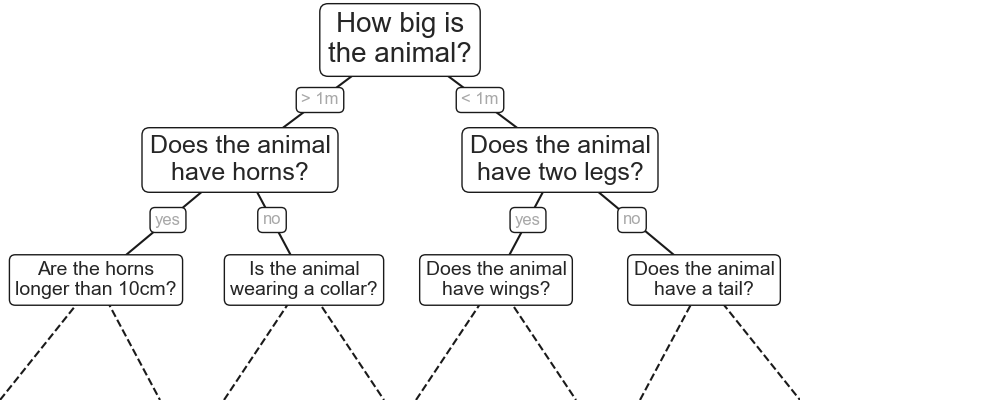 How big is
the animal?
> 1m
< 1m
Does the animal
have horns?
Does the animal
have two legs?
yes
no
yes
no
Are the horns
longer than 10cm?
Is the animal
wearing a collar?
Does the animal
have wings?
Does the animal
have a tail?